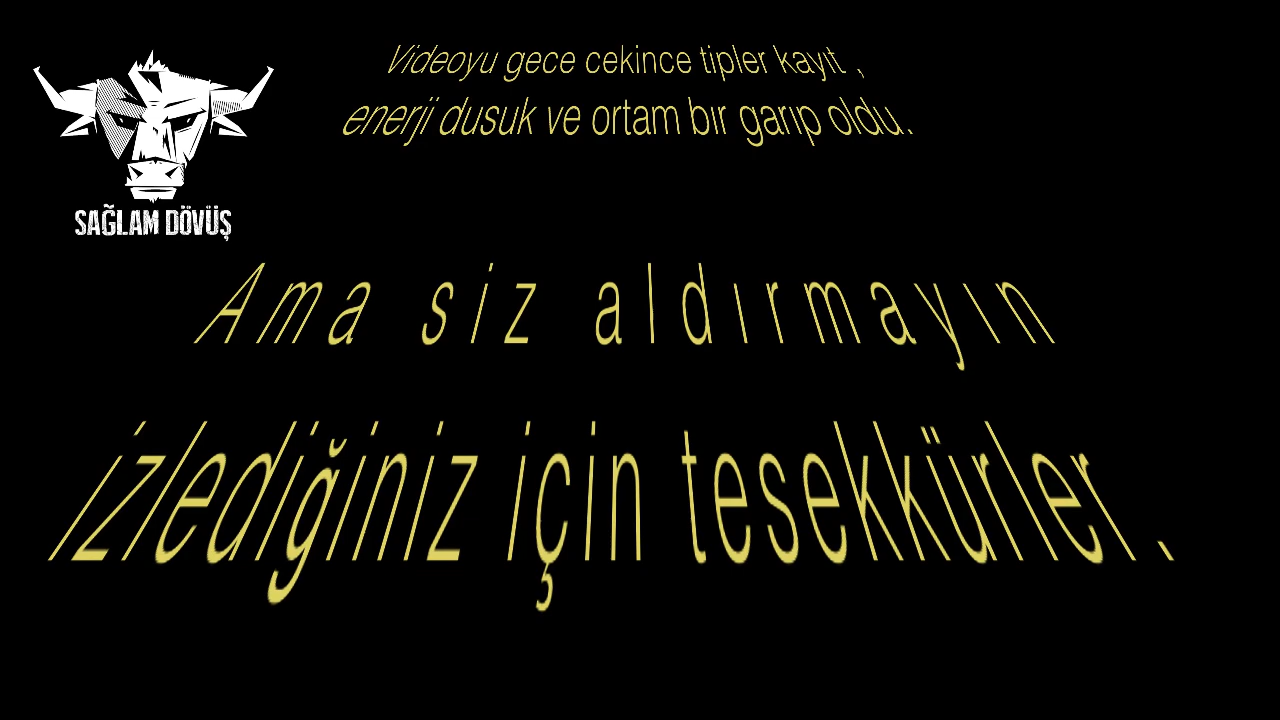 Videoyu gece cekince tipler kayıt ,
enerji dusuk ve ortam bır garıp oldu.
SAĞLAM DÖVÜŞ
Ama siz aldırmayın
izlediğiniz için tesekkürler .